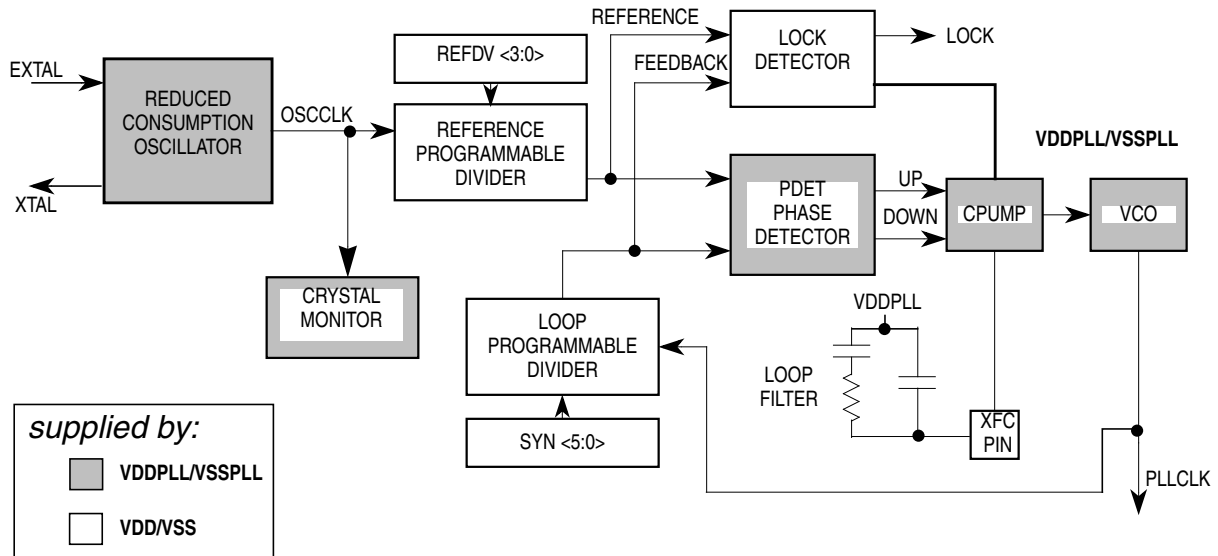 REFERENCE
REFDV <3:0>
LOCK
DETECTOR
LOCK
EXTAL
FEEDBACK
REDUCED
CONSUMPTION
OSCILLATOR
OSCCLK
REFERENCE
PROGRAMMABLE
DIVIDER
VDDPLL/VSSPLL
XTAL
PDET
PHASE
DETECTOR
UP
DOWN
CPUMP
VCO
CRYSTAL
MONITOR
LOOP
PROGRAMMABLE
DIVIDER
VDDPLL
LOOP
FILTER
XFC
PIN
SYN <5:0>
PLLCLK
supplied by:
VDDPLL/VSSPLL
VDD/VSS